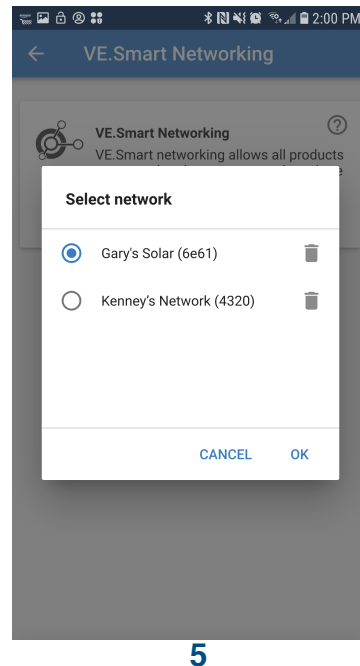 2:00 PM
VE.Smart Networking
VE.Smart Networking
VE.Smart networking allows all products
Select network
Gary's Solar (6e61)
Kenney’s Network (4320)
CANCEL
OK
5